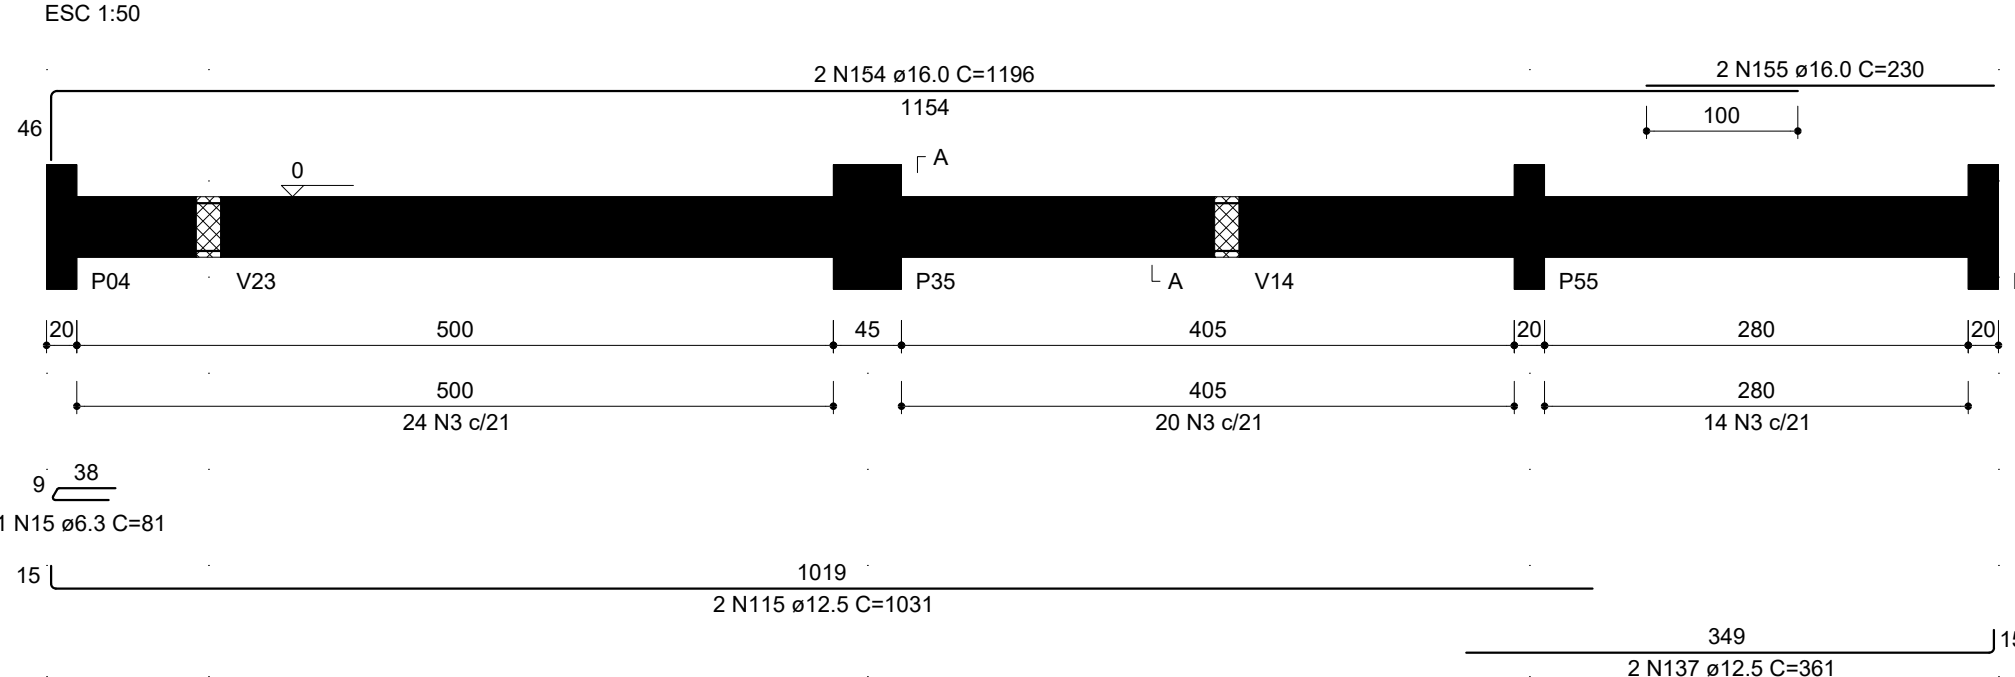 ESC 1:50
2 N154 ø16.0 C=1196
2 N155 ø16.0 C=230
1154
100
46
A
0
P04
V23
P35
A
V14
P55
20
500
45
405
20
280
20
500
405
280
24 N3 c/21
20 N3 c/21
14 N3 c/21
38
9
1 N15 ø6.3 C=81
15
1019
2 N115 ø12.5 C=1031
349
15
2 N137 ø12.5 C=361